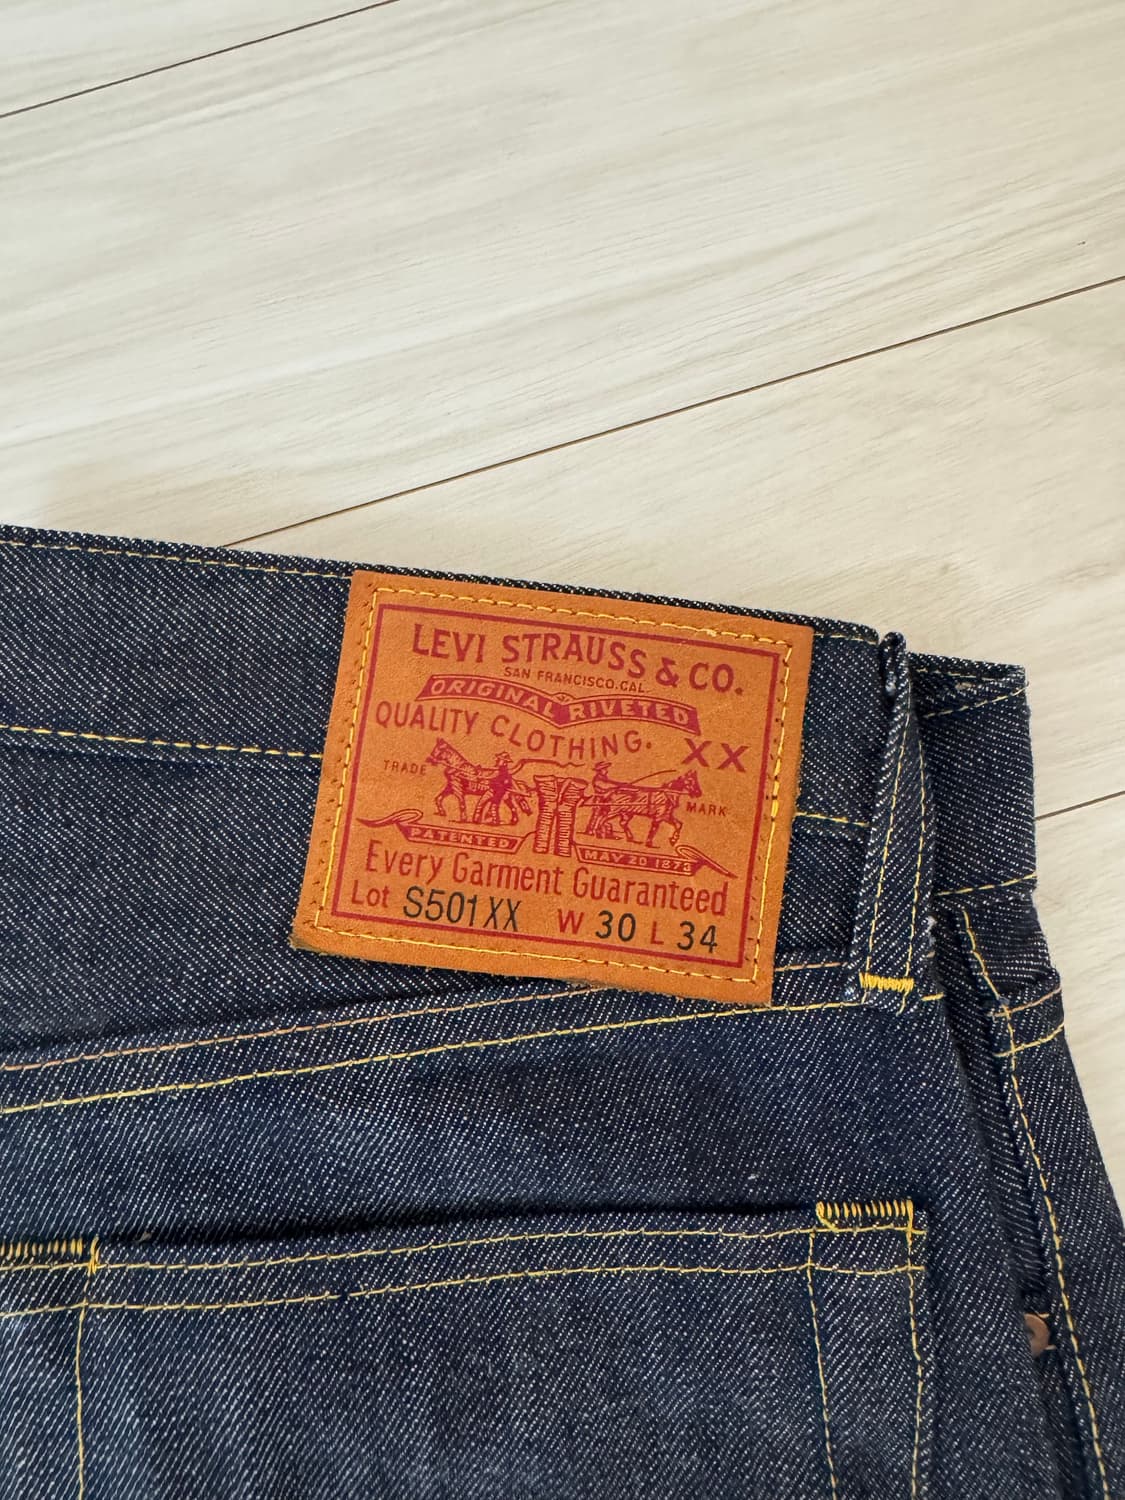 LEVI STRAUSS & CO.
SAN FRANCISCO.CAL.
ORIGINAL RIVETED
QUALITY CLOTHING. XX
TRADE MARK
PATENTED MAY 20 1873
Every Garment Guaranteed
Lot S501XX W 30 L 34